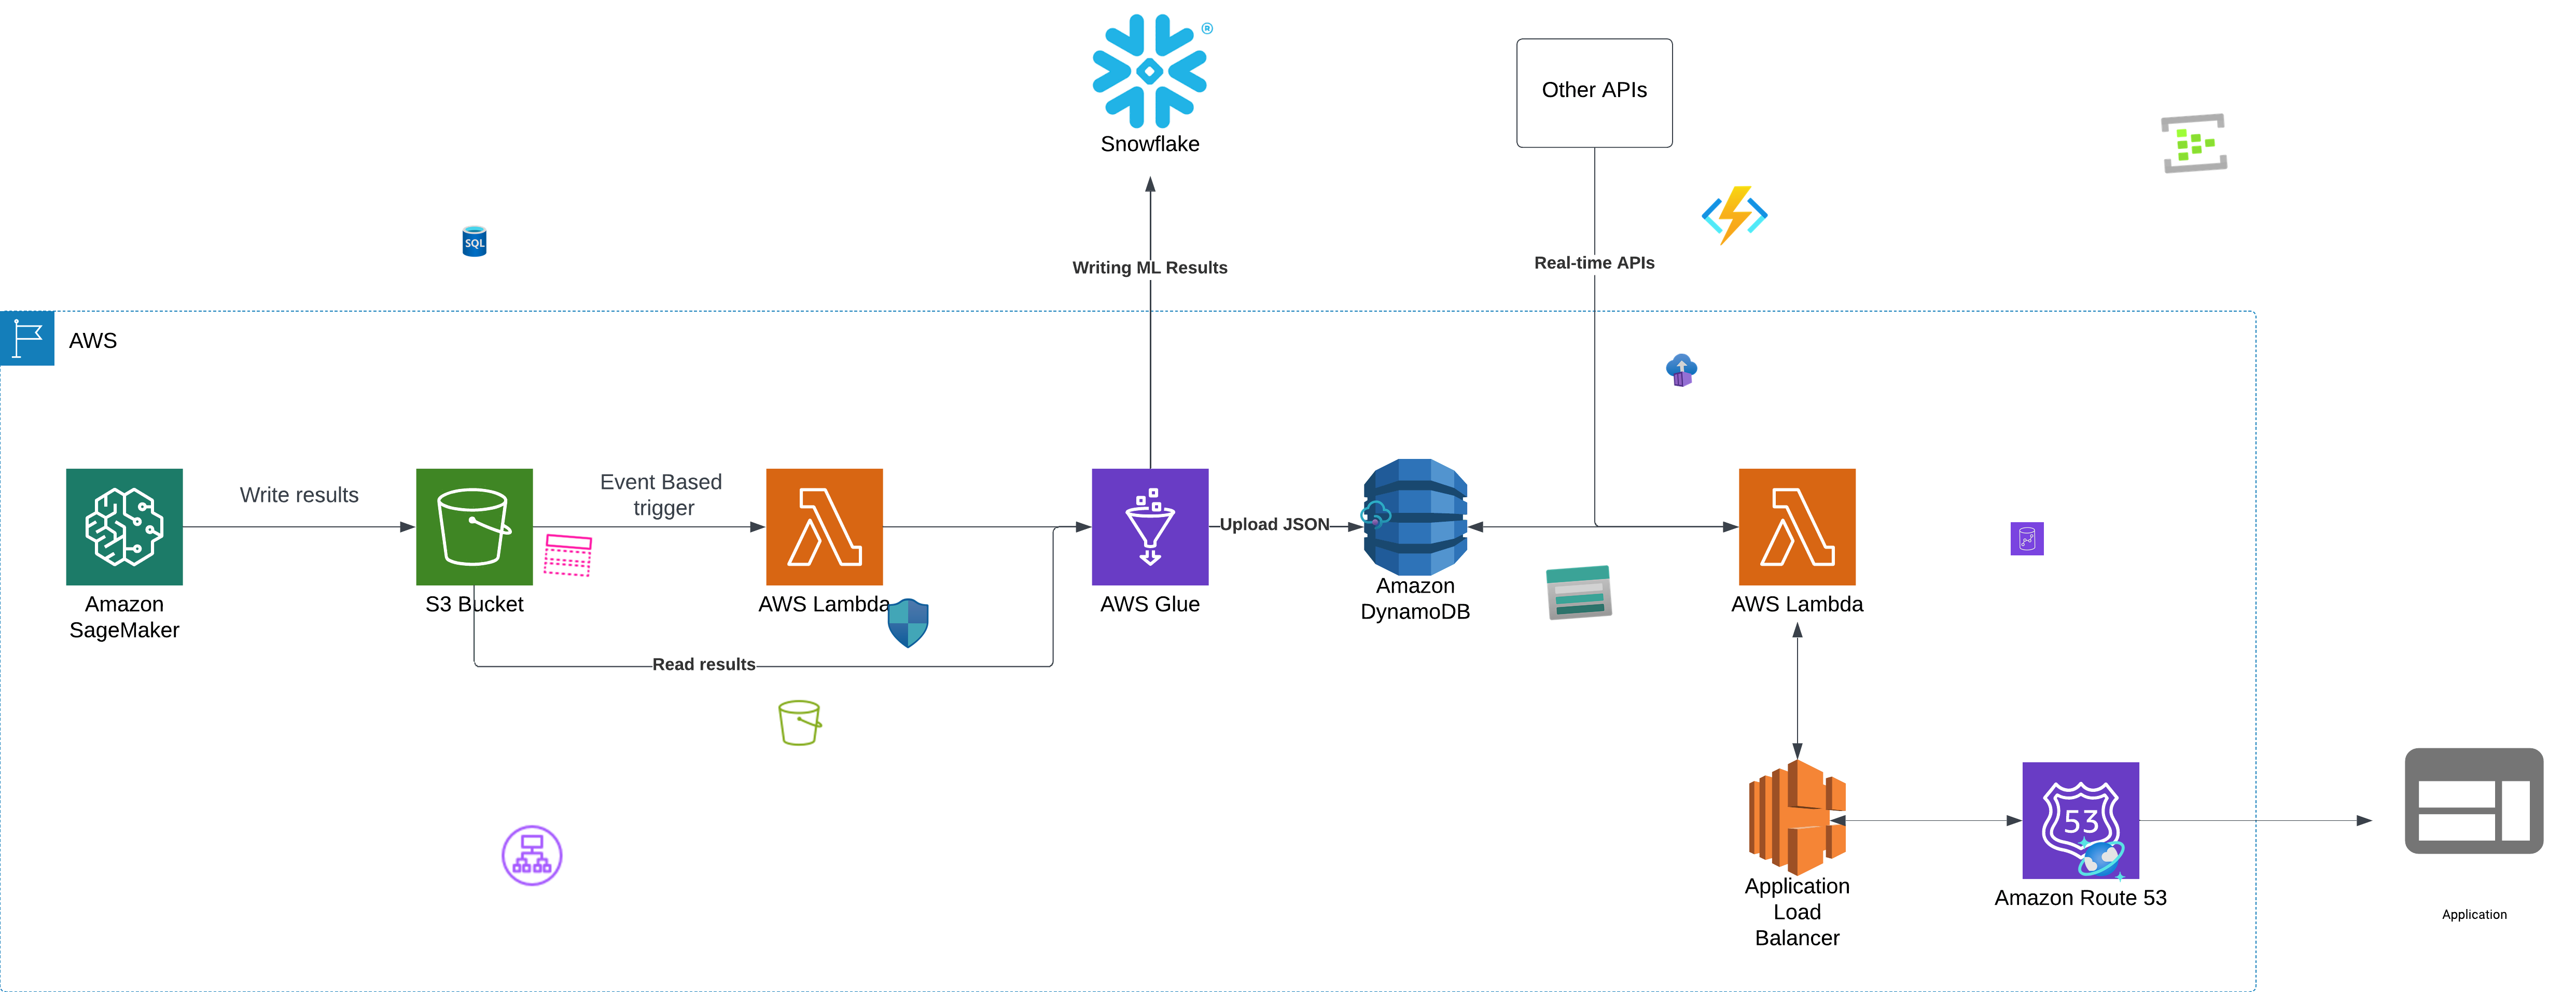 ®
Snowflake
Other APIs
SQL
Writing ML Results
Real-time APIs
AWS
Write results
Event Based
trigger
Upload JSON
Amazon
SageMaker
S3 Bucket
AWS Lambda
AWS Glue
Amazon
DynamoDB
AWS Lambda
Read results
53
Application
Load
Balancer
Amazon Route 53
Application